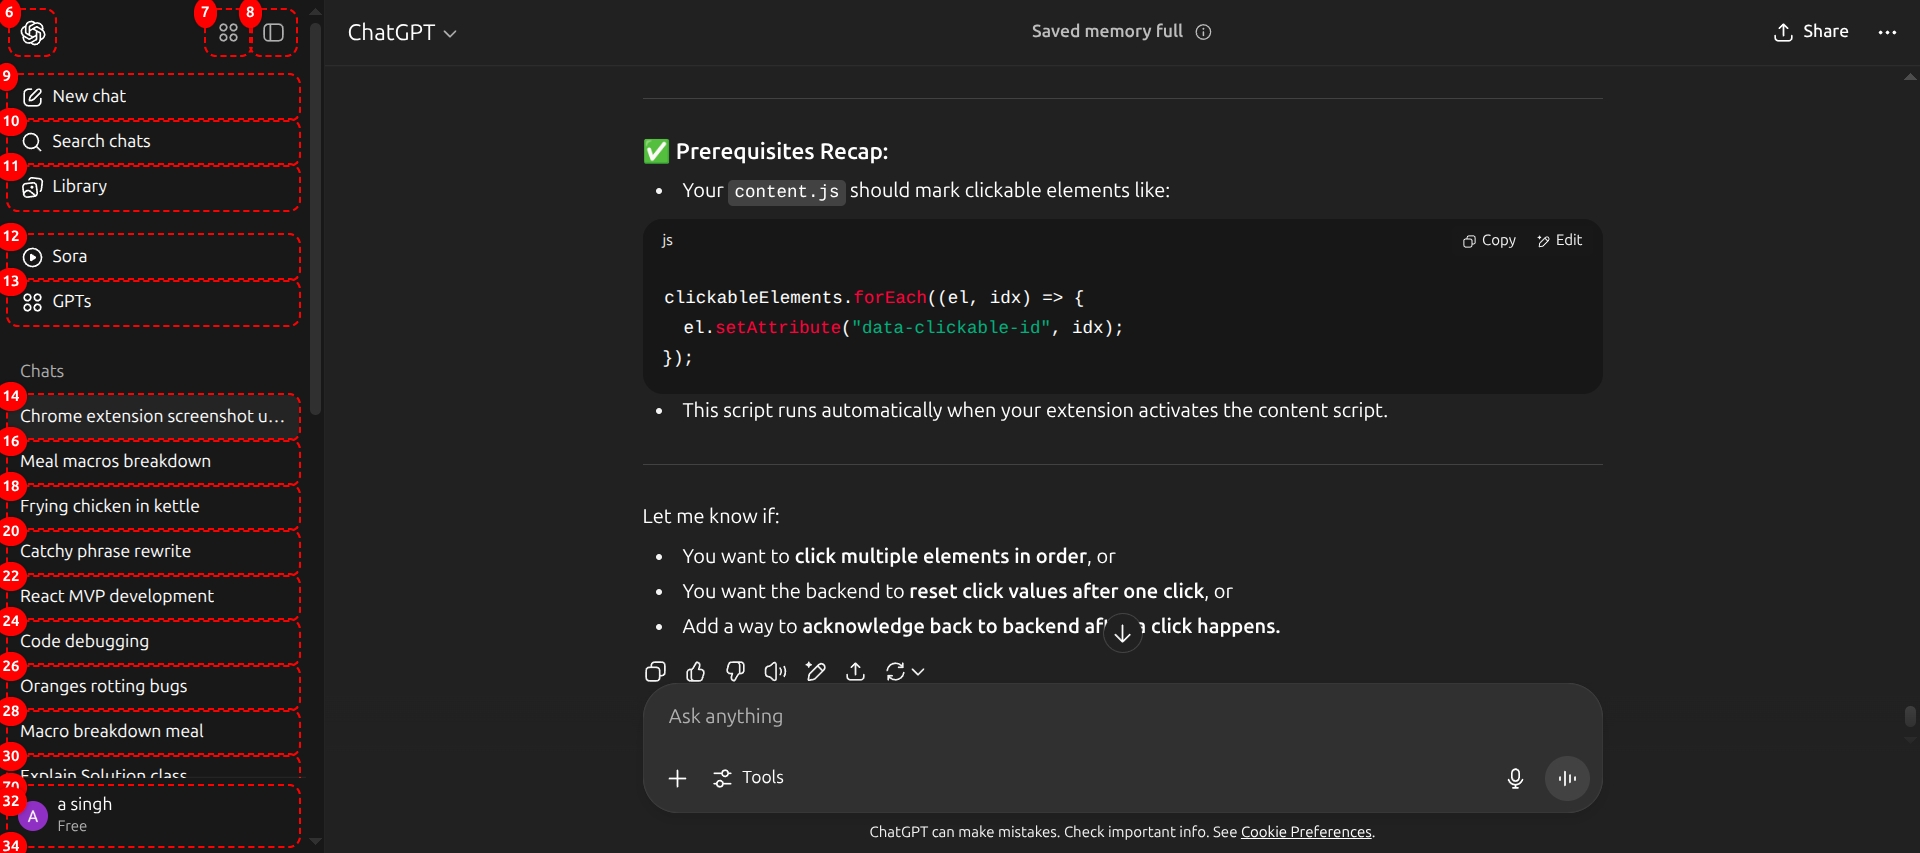 6
7
8
9
New chat
10
Search chats
11
Library
12
Sora
13
GPTs
Chats
14
Chrome extension screenshot u...
16
Meal macros breakdown
18
Frying chicken in kettle
20
Catchy phrase rewrite
22
React MVP development
24
Code debugging
26
Oranges rotting bugs
28
Macro breakdown meal
30
Explain Solution class
32
A
a singh
Free
34
ChatGPT
Saved memory full
Share
✅ Prerequisites Recap:
• Your content.js should mark clickable elements like:
js
Copy
Edit
clickableElements.forEach((el, idx) => {
el.setAttribute("data-clickable-id", idx);
});
• This script runs automatically when your extension activates the content script.
Let me know if:
• You want to click multiple elements in order, or
• You want the backend to reset click values after one click, or
• Add a way to acknowledge back to backend a click happens.
Ask anything
Tools
ChatGPT can make mistakes. Check important info. See Cookie Preferences.